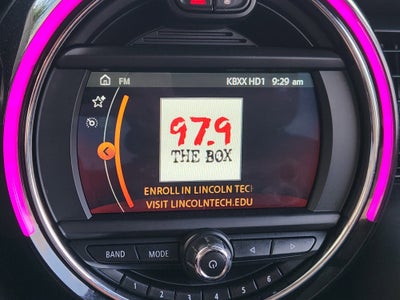 FM KBXX HD1 9:29 am
97.9
THE BOX
ENROLL IN LINCOLN TEC
VISIT LINCOLNTECH.EDU
BAND MODE
1 2 3 4 5 6